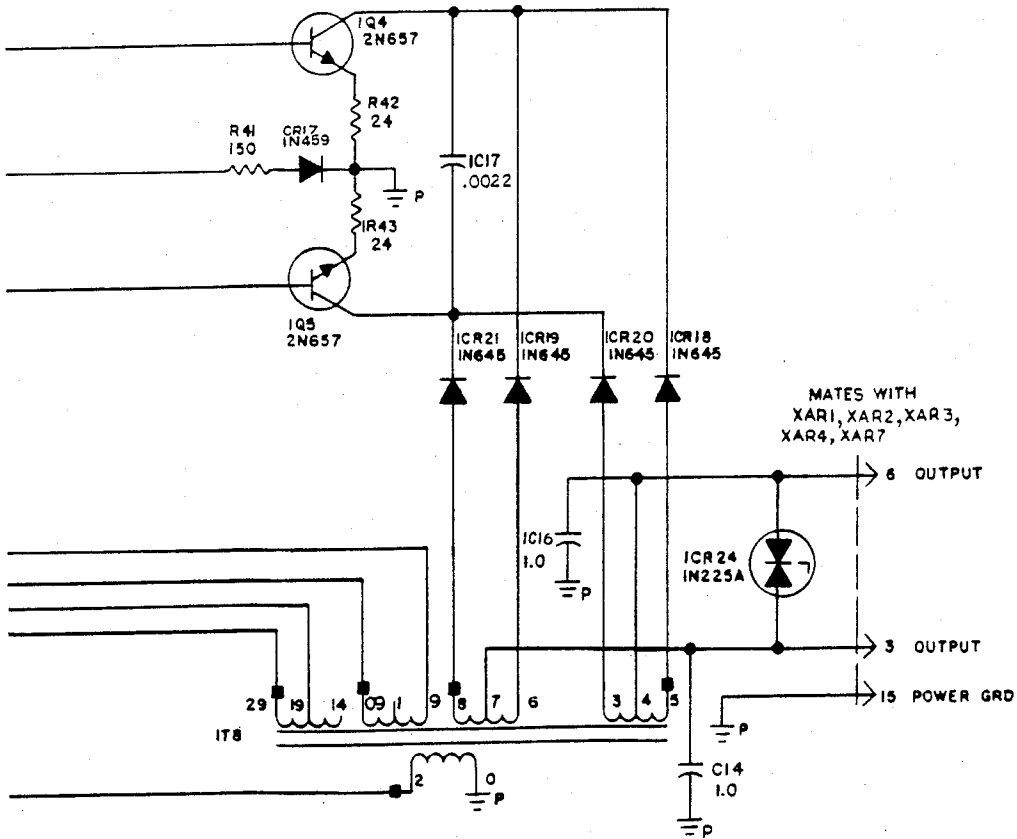 1Q4
2N657
R42
24
R41
150
CR17
1N459
1C17
.0022
P
1R43
24
1Q5
2N657
1CR21
1N645
1CR19
1N645
1CR20
1N645
1CR18
1N645
MATES WITH
XAR1, XAR2, XAR3,
XAR4, XAR7
6 OUTPUT
1C16
1.0
P
1CR24
1N225A
3 OUTPUT
29 19 14 09 1 9 8 7 6 3 4 5
15 POWER GRD
P
1T8
2 0
P
C14
1.0
P